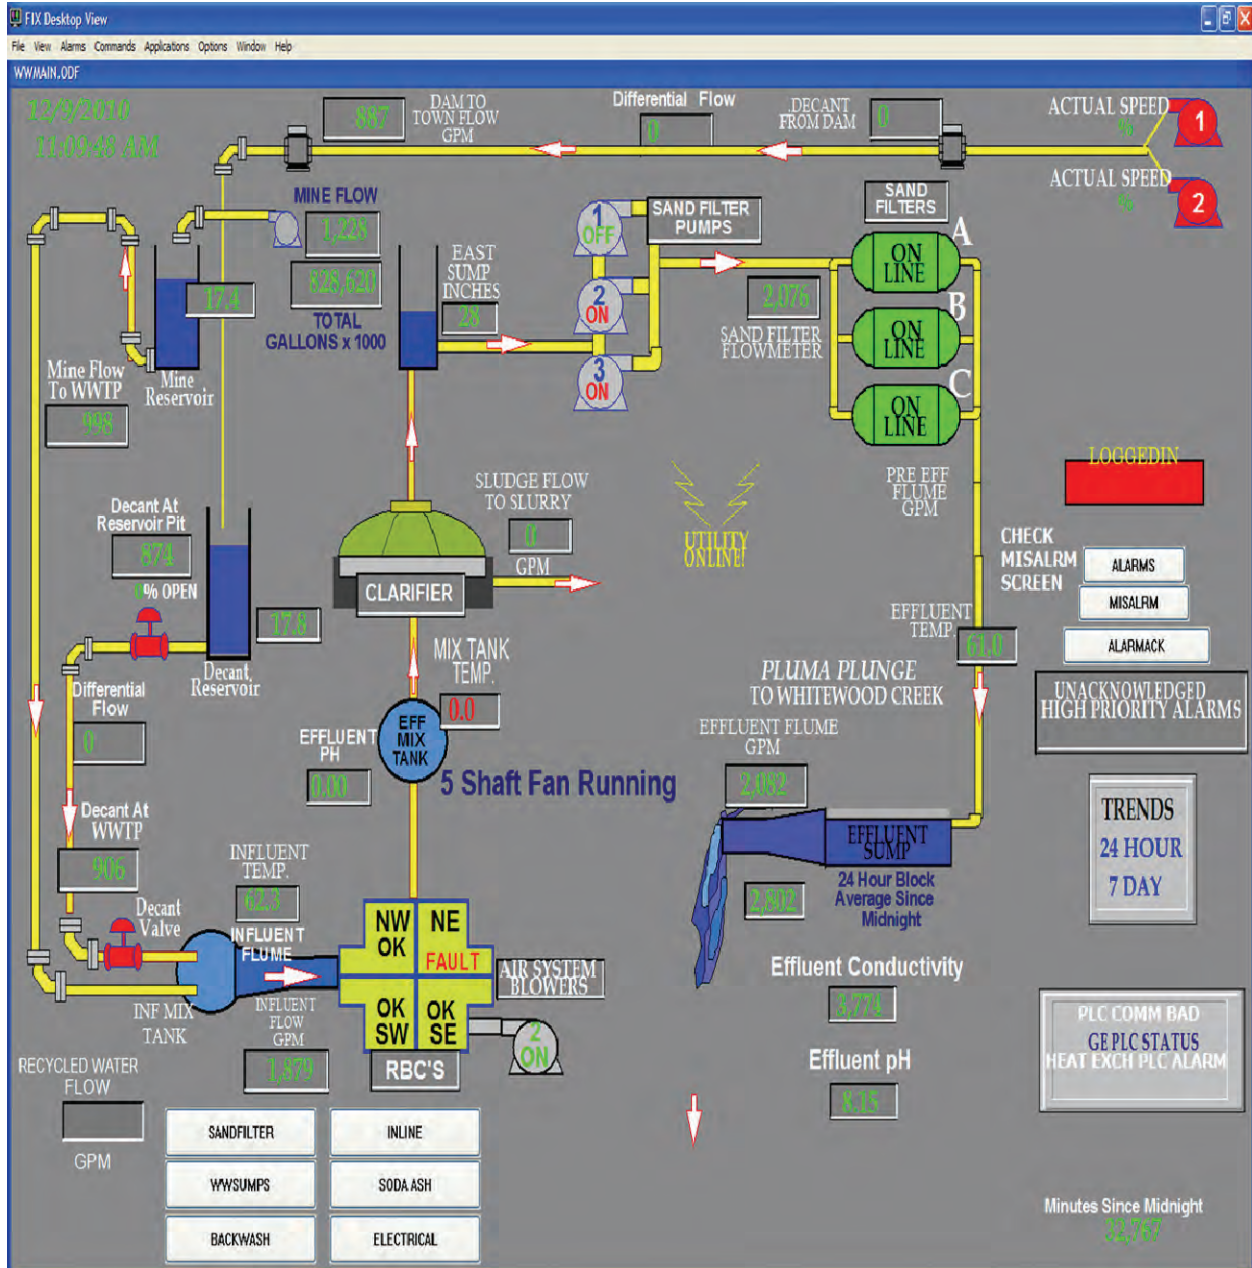 FIX Desktop View
File View Alarms Commands Applications Options Window Help
WWMAIN.ODF
12/9/2010
11:09:48 AM
887
DAM TO
TOWN FLOW
GPM
Differential Flow
0
DECANT
FROM DAM
0
ACTUAL SPEED
%
1
ACTUAL SPEED
%
2
MINE FLOW
1,228
828,620
TOTAL
GALLONS x 1000
17.4
Mine
Reservoir
Mine Flow
To WWTP
998
EAST
SUMP
INCHES
28
1
OFF
2
ON
3
ON
SAND FILTER
PUMPS
2,076
SAND FILTER
FLOWMETER
SAND
FILTERS
A
ON
LINE
B
ON
LINE
C
ON
LINE
PRE EFF
FLUME
GPM
LOGGEDIN
CHECK
MISALRM
SCREEN
ALARMS
MISALRM
ALARMACK
UNACKNOWLEDGED
HIGH PRIORITY ALARMS
Decant At
Reservoir Pit
874
0% OPEN
17.8
Decant
Reservoir
SLUDGE FLOW
TO SLURRY
0
GPM
UTILITY
ONLINE!
CLARIFIER
EFFLUENT
TEMP.
61.0
MIX TANK
TEMP.
0.0
PLUMA PLUNGE
TO WHITEWOOD CREEK
Differential
Flow
0
EFFLUENT
PH
0.00
EFF
MIX
TANK
5 Shaft Fan Running
EFFLUENT FLUME
GPM
2,082
EFFLUENT
SUMP
24 Hour Block
Average Since
Midnight
2,802
TRENDS
24 HOUR
7 DAY
Decant At
WWTP
906
Decant
Valve
INFLUENT
TEMP.
62.3
INFLUENT
FLUME
INF MIX
TANK
INFLUENT
FLOW
GPM
1,879
NW
OK
NE
FAULT
OK
SW
OK
SE
RBC'S
AIR SYSTEM
BLOWERS
2
ON
Effluent Conductivity
3,774
Effluent pH
8.15
PLC COMM BAD
GE PLC STATUS
HEAT EXCH PLC ALARM
RECYCLED WATER
FLOW
GPM
SANDFILTER
INLINE
WWSUMPS
SODA ASH
BACKWASH
ELECTRICAL
Minutes Since Midnight
32,767